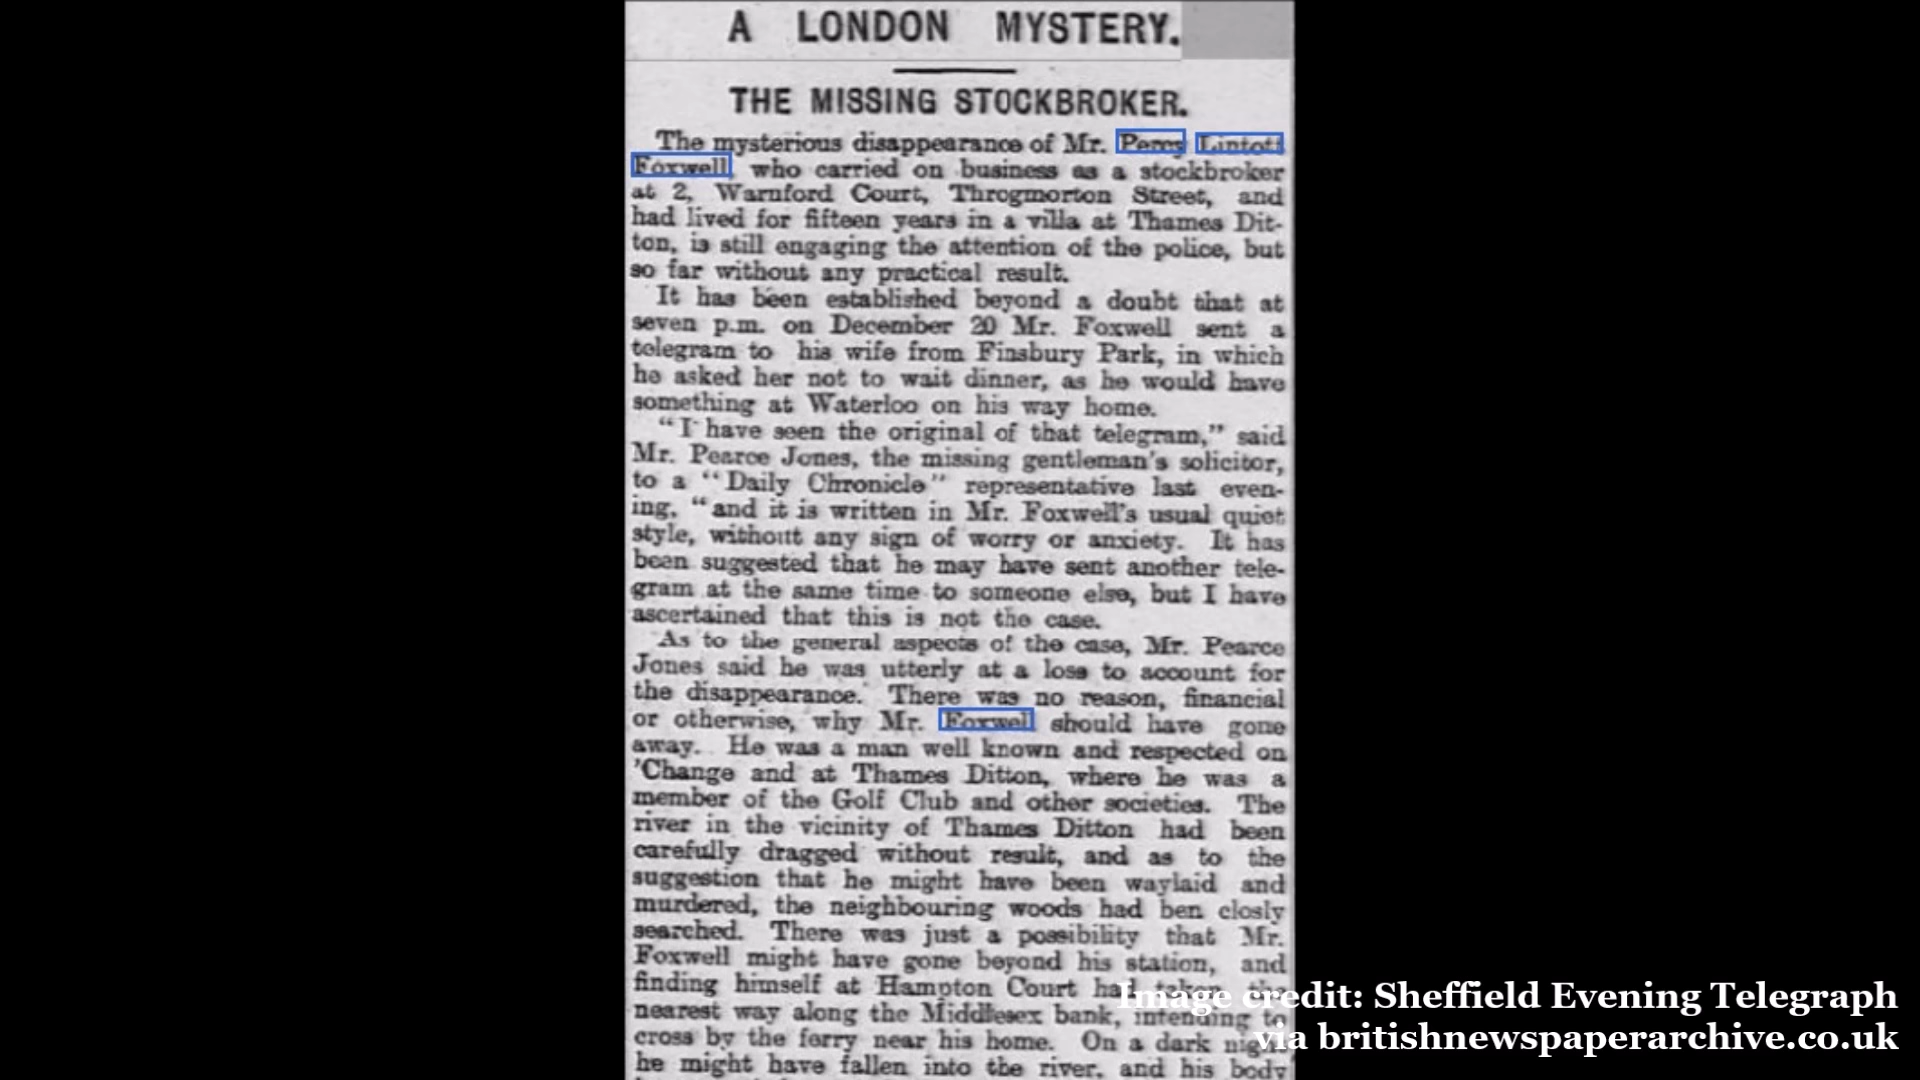 A LONDON MYSTERY.
THE MISSING STOCKBROKER.
The mysterious disappearance of Mr. Percy Lintott
Foxwell, who carried on business as a stockbroker
at 2, Warnford Court, Throgmorton Street, and
had lived for fifteen years in a villa at Thames Dit-
ton, is still engaging the attention of the police, but
so far without any practical result.
It has been established beyond a doubt that at
seven p.m. on December 20 Mr. Foxwell sent a
telegram to his wife from Finsbury Park, in which
he asked her not to wait dinner, as he would have
something at Waterloo on his way home.
"I have seen the original of that telegram," said
Mr. Pearce Jones, the missing gentleman's solicitor,
to a "Daily Chronicle" representative last even-
ing, "and it is written in Mr. Foxwell's usual quiet
style, without any sign of worry or anxiety. It has
been suggested that he may have sent another tele-
gram at the same time to someone else, but I have
ascertained that this is not the case.
As to the general aspects of the case, Mr. Pearce
Jones said he was utterly at a loss to account for
the disappearance. There was no reason, financial
or otherwise, why Mr. Foxwell should have gone
away. He was a man well known and respected on
'Change and at Thames Ditton, where he was a
member of the Golf Club and other societies. The
river in the vicinity of Thames Ditton had been
carefully dragged without result, and as to the
suggestion that he might have been waylaid and
murdered, the neighbouring woods had ben closly
searched. There was just a possibility that Mr.
Foxwell might have gone beyond his station, and
finding himself at Hampton Court had taken the
nearest way along the Middlesex bank, intending to
cross by the ferry near his home. On a dark night
he might have fallen into the river, and his body
Image credit: Sheffield Evening Telegraph
via britishnewspaperarchive.co.uk